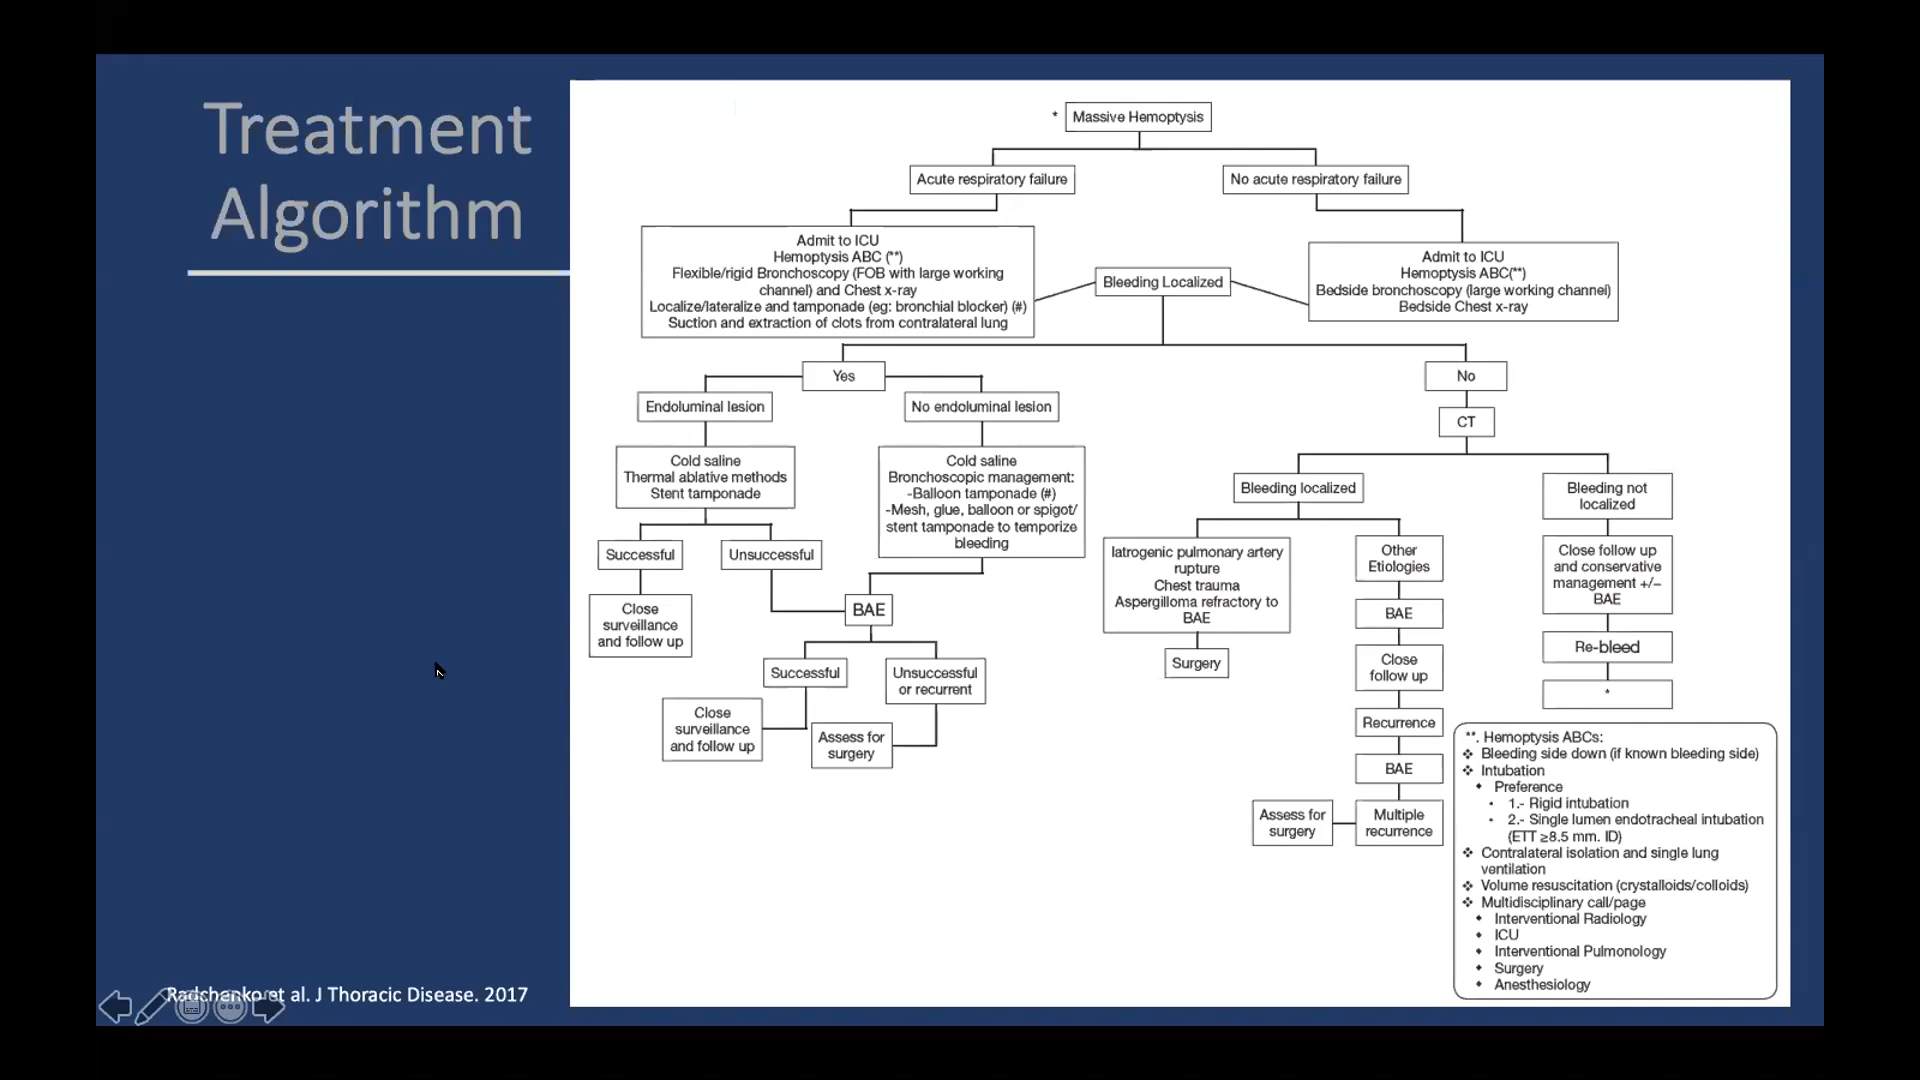 Treatment
Algorithm
* Massive Hemoptysis
Acute respiratory failure
No acute respiratory failure
Admit to ICU
Hemoptysis ABC (**)
Flexible/rigid Bronchoscopy (FOB with large working
channel) and Chest x-ray
Localize/lateralize and tamponade (eg: bronchial blocker) (#)
Suction and extraction of clots from contralateral lung
Bleeding Localized
Admit to ICU
Hemoptysis ABC(**)
Bedside bronchoscopy (large working channel)
Bedside Chest x-ray
Yes
No
Endoluminal lesion
No endoluminal lesion
CT
Cold saline
Thermal ablative methods
Stent tamponade
Cold saline
Bronchoscopic management:
-Balloon tamponade (#)
-Mesh, glue, balloon or spigot/
stent tamponade to temporize
bleeding
Bleeding localized
Bleeding not
localized
Successful
Unsuccessful
Iatrogenic pulmonary artery
rupture
Chest trauma
Aspergilloma refractory to
BAE
Other
Etiologies
Close follow up
and conservative
management +/–
BAE
Close
surveillance
and follow up
BAE
BAE
Re-bleed
Surgery
Close
follow up
*
Successful
Unsuccessful
or recurrent
Close
surveillance
and follow up
Assess for
surgery
Recurrence
BAE
Assess for
surgery
Multiple
recurrence
**. Hemoptysis ABCs:
❖ Bleeding side down (if known bleeding side)
❖ Intubation
◆ Preference
• 1.- Rigid intubation
• 2.- Single lumen endotracheal intubation
(ETT ≥8.5 mm. ID)
❖ Contralateral isolation and single lung
ventilation
❖ Volume resuscitation (crystalloids/colloids)
❖ Multidisciplinary call/page
◆ Interventional Radiology
◆ ICU
◆ Interventional Pulmonology
◆ Surgery
◆ Anesthesiology
Radchenko et al. J Thoracic Disease. 2017